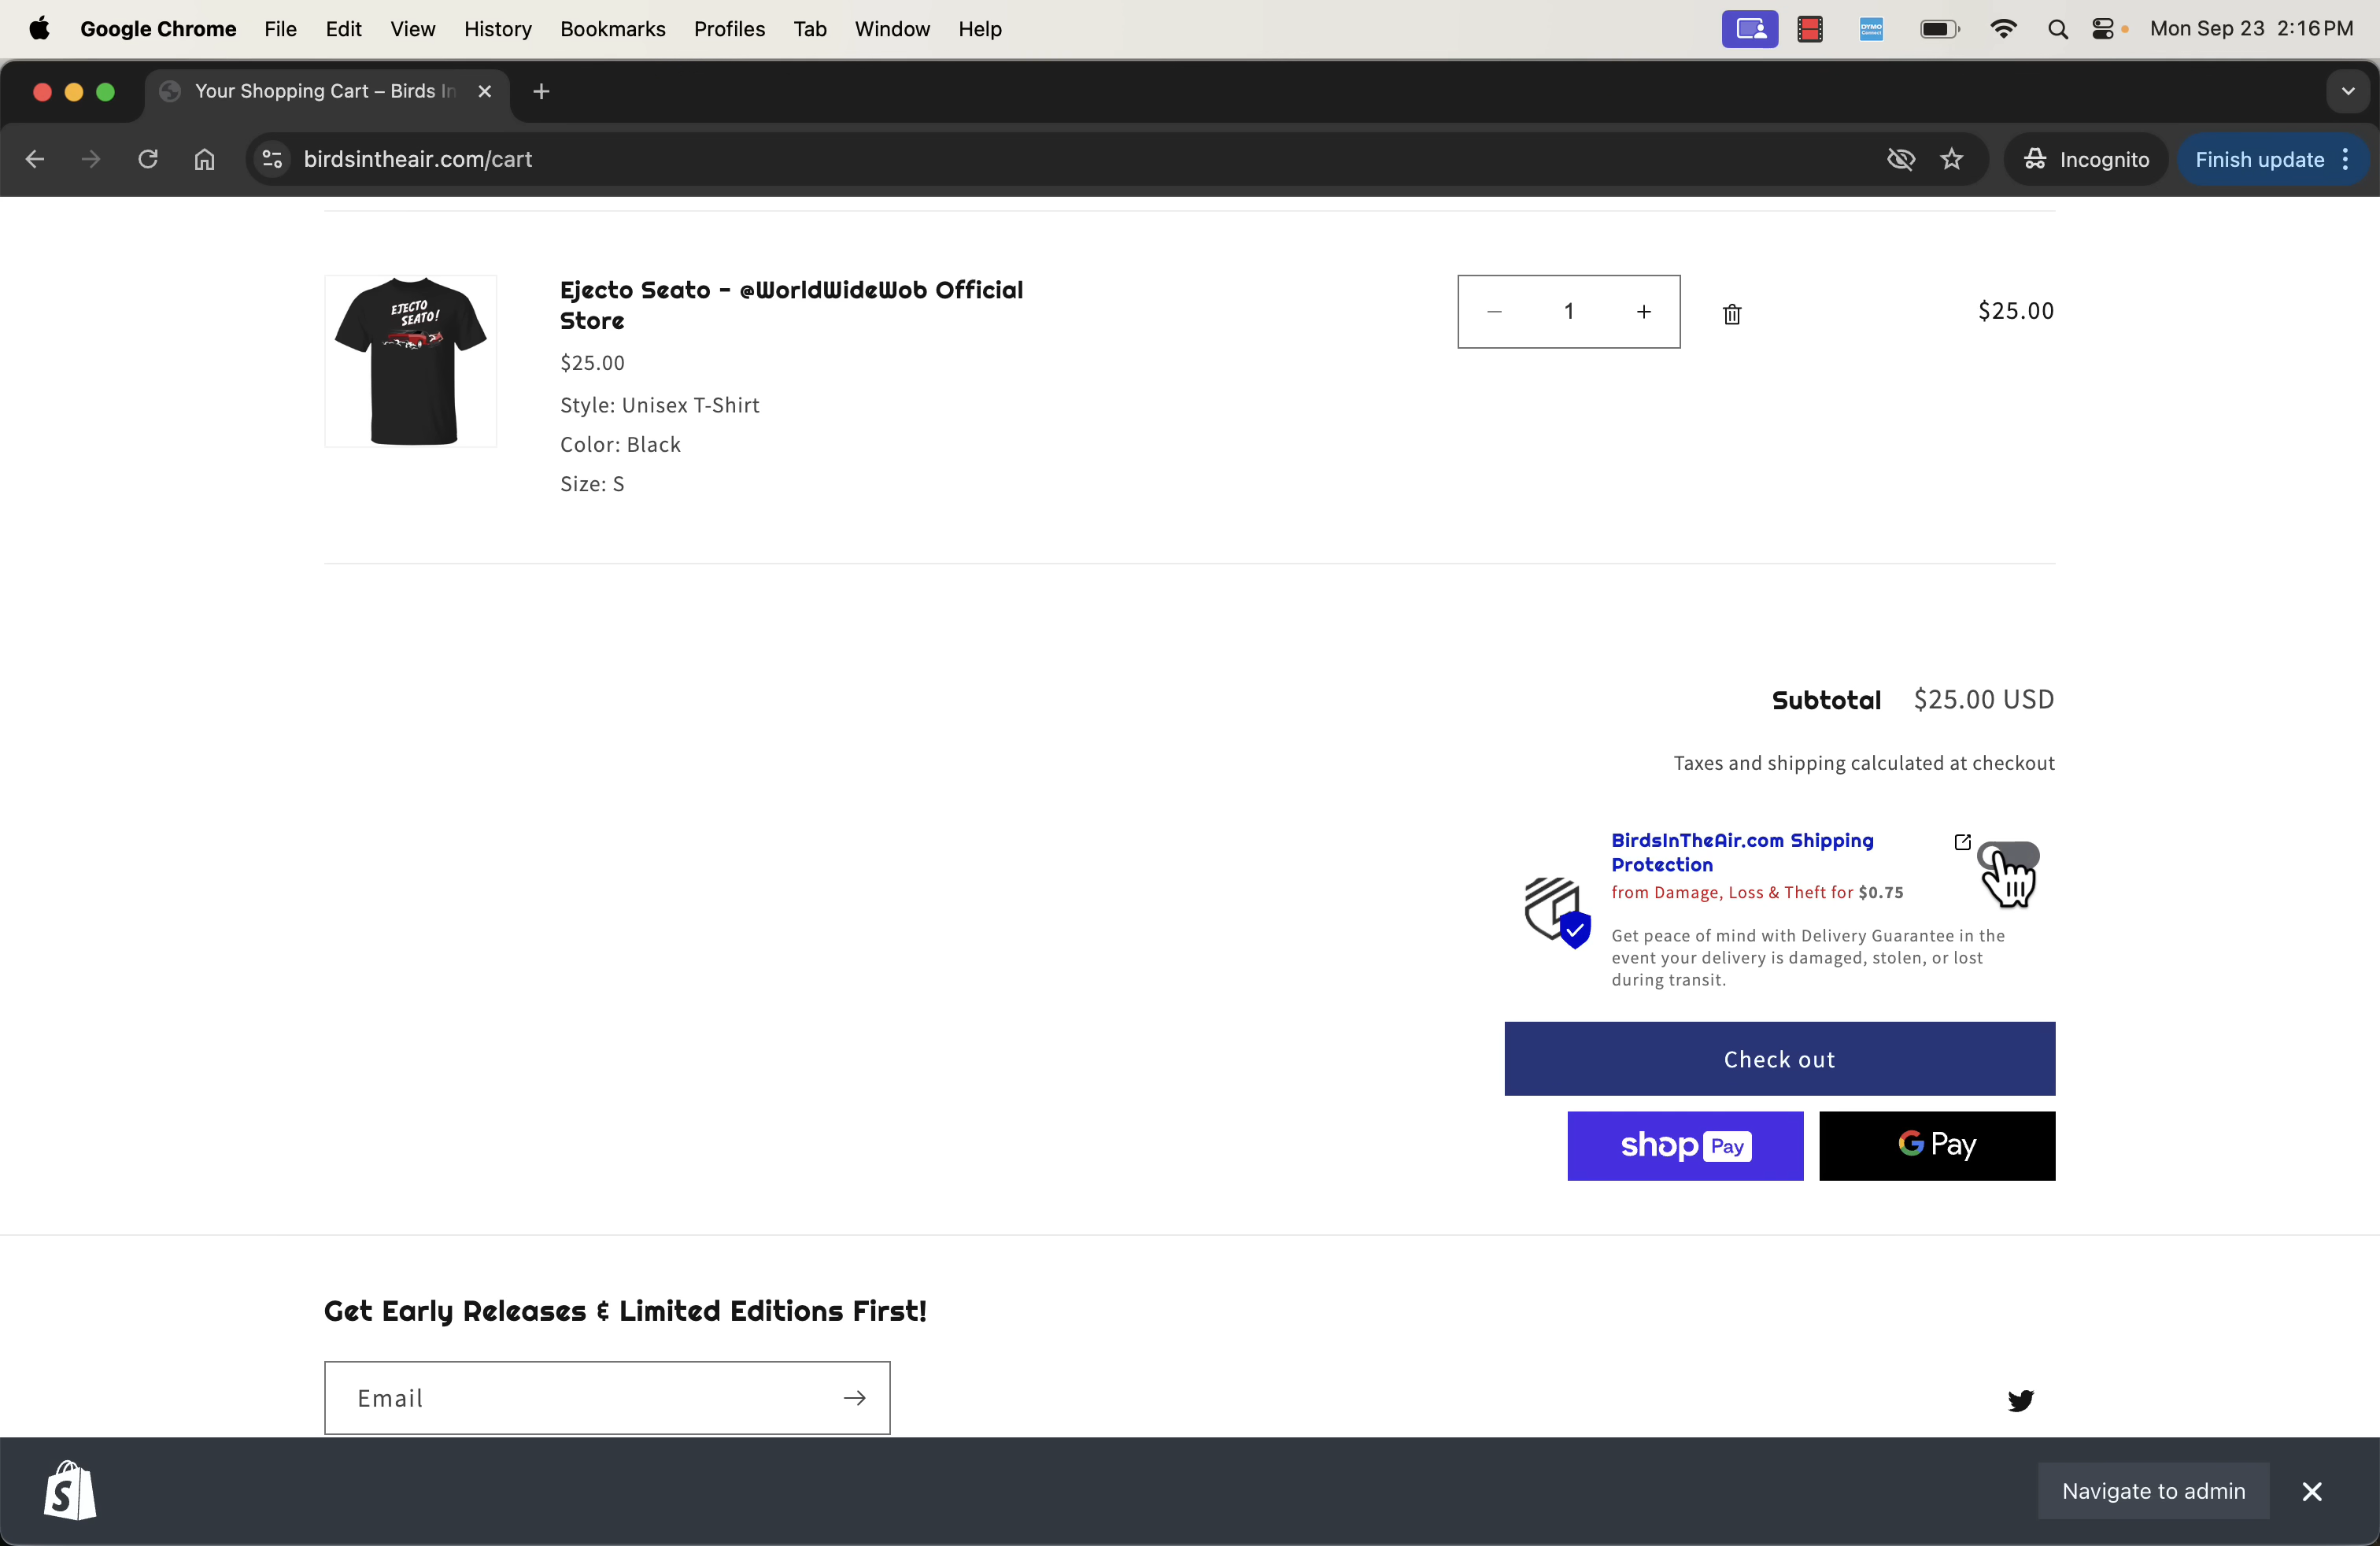 Google Chrome File Edit View History Bookmarks Profiles Tab Window Help DYMO Connect Mon Sep 23 2:16 PM
Your Shopping Cart – Birds In
birdsintheair.com/cart Incognito Finish update
EJECTO SEATO!
Ejecto Seato - @WorldWideWob Official
Store
1
$25.00
$25.00
Style: Unisex T-Shirt
Color: Black
Size: S
Subtotal $25.00 USD
Taxes and shipping calculated at checkout
BirdsInTheAir.com Shipping
Protection
from Damage, Loss & Theft for $0.75
Get peace of mind with Delivery Guarantee in the
event your delivery is damaged, stolen, or lost
during transit.
Check out
shop Pay
G Pay
Get Early Releases & Limited Editions First!
Email
Navigate to admin